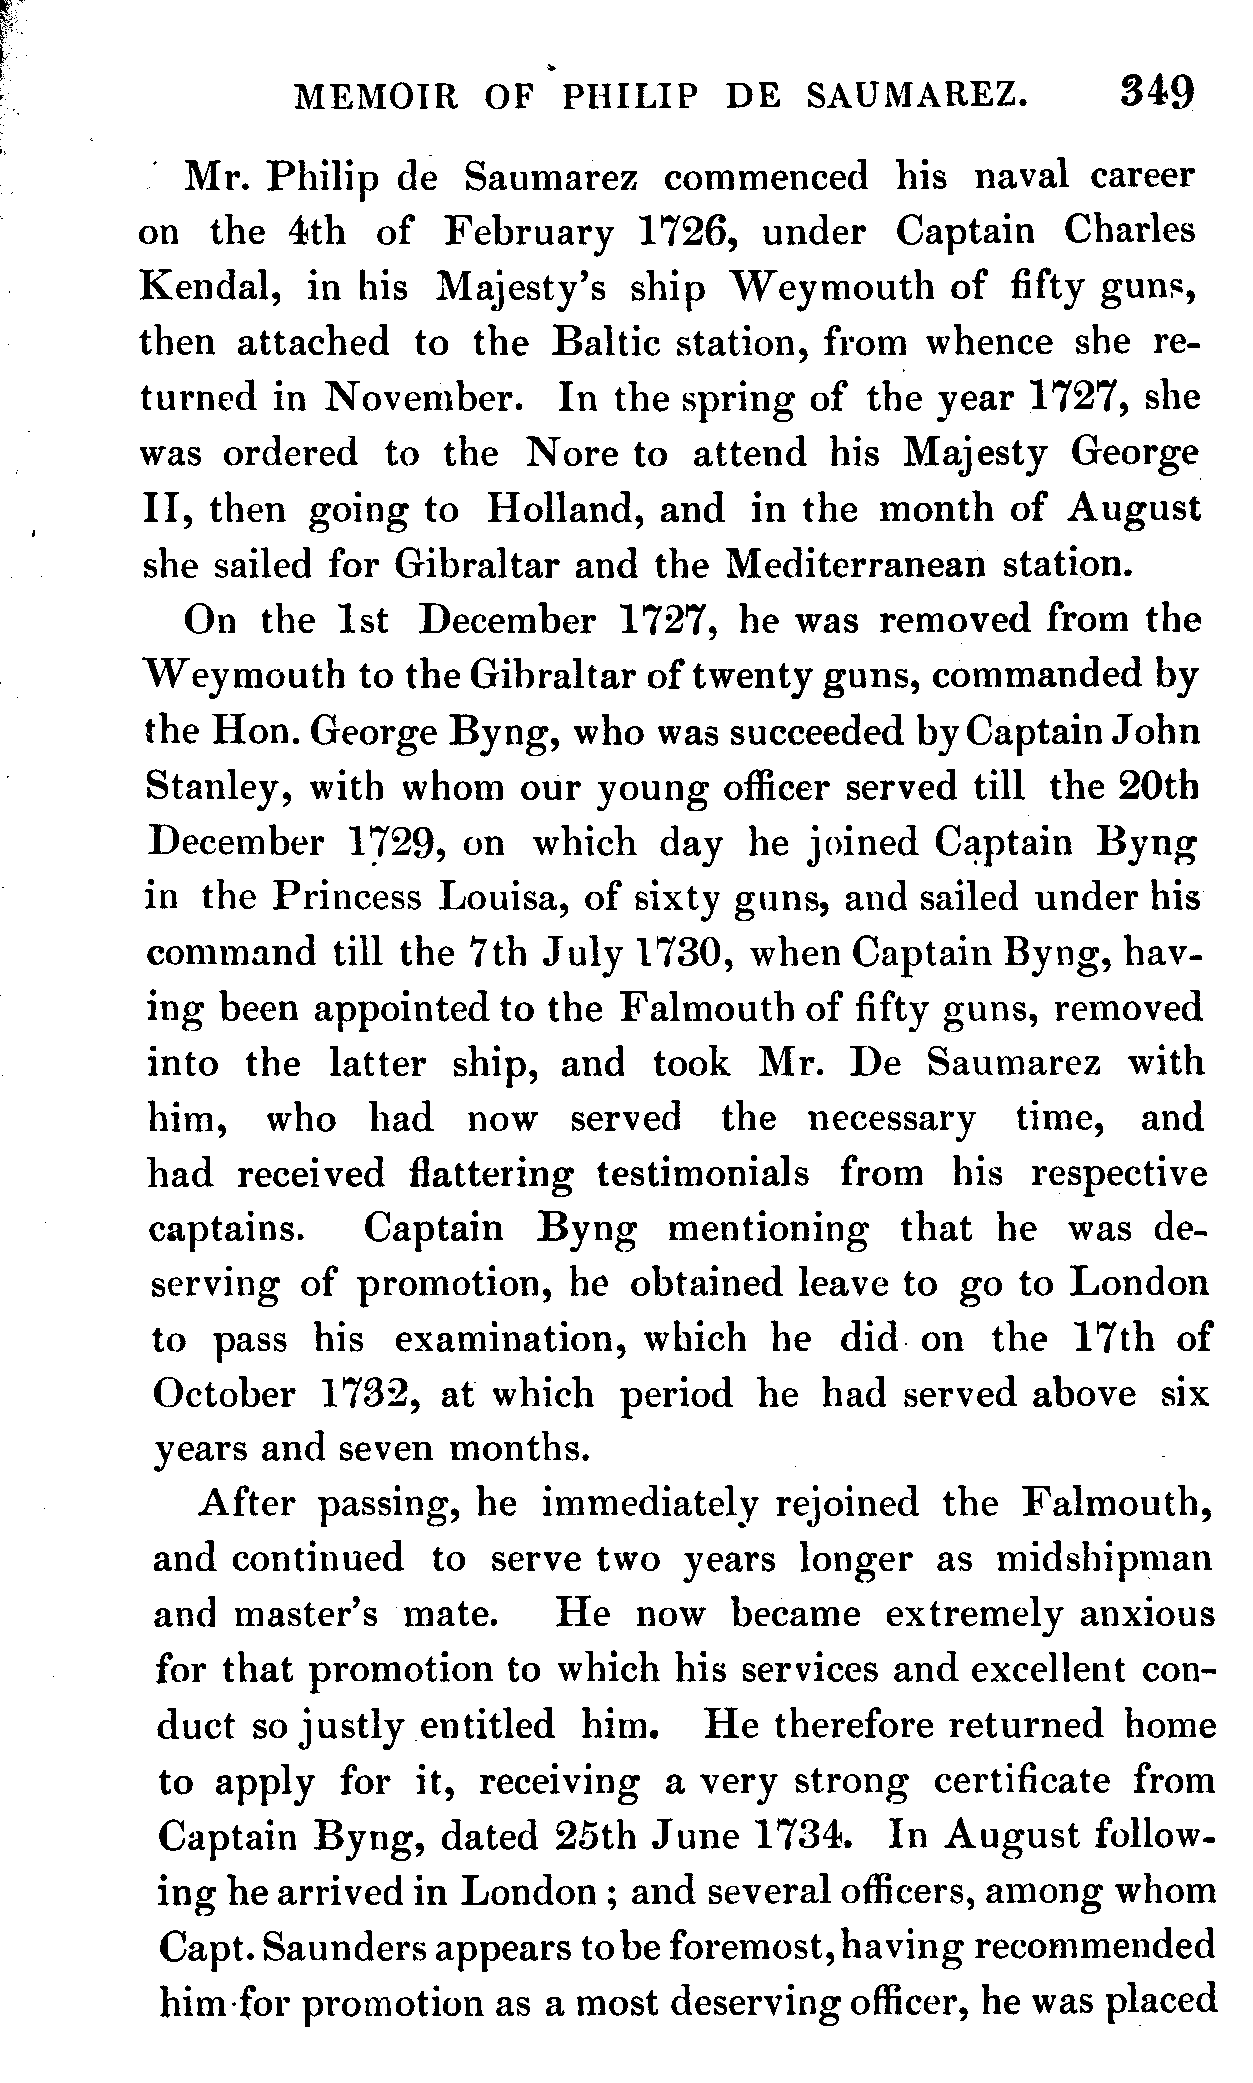 MEMOIR OF PHILIP DE SAUMAREZ. 349
Mr. Philip de Saumarez commenced his naval career
on the 4th of February 1726, under Captain Charles
Kendal, in his Majesty's ship Weymouth of fifty guns,
then attached to the Baltic station, from whence she re-
turned in November. In the spring of the year 1727, she
was ordered to the Nore to attend his Majesty George
II, then going to Holland, and in the month of August
she sailed for Gibraltar and the Mediterranean station.
On the 1st December 1727, he was removed from the
Weymouth to the Gibraltar of twenty guns, commanded by
the Hon. George Byng, who was succeeded by Captain John
Stanley, with whom our young officer served till the 20th
December 1729, on which day he joined Captain Byng
in the Princess Louisa, of sixty guns, and sailed under his
command till the 7th July 1730, when Captain Byng, hav-
ing been appointed to the Falmouth of fifty guns, removed
into the latter ship, and took Mr. De Saumarez with
him, who had now served the necessary time, and
had received flattering testimonials from his respective
captains. Captain Byng mentioning that he was de-
serving of promotion, he obtained leave to go to London
to pass his examination, which he did on the 17th of
October 1732, at which period he had served above six
years and seven months.
After passing, he immediately rejoined the Falmouth,
and continued to serve two years longer as midshipman
and master's mate. He now became extremely anxious
for that promotion to which his services and excellent con-
duct so justly entitled him. He therefore returned home
to apply for it, receiving a very strong certificate from
Captain Byng, dated 25th June 1734. In August follow-
ing he arrived in London ; and several officers, among whom
Capt. Saunders appears to be foremost, having recommended
him for promotion as a most deserving officer, he was placed